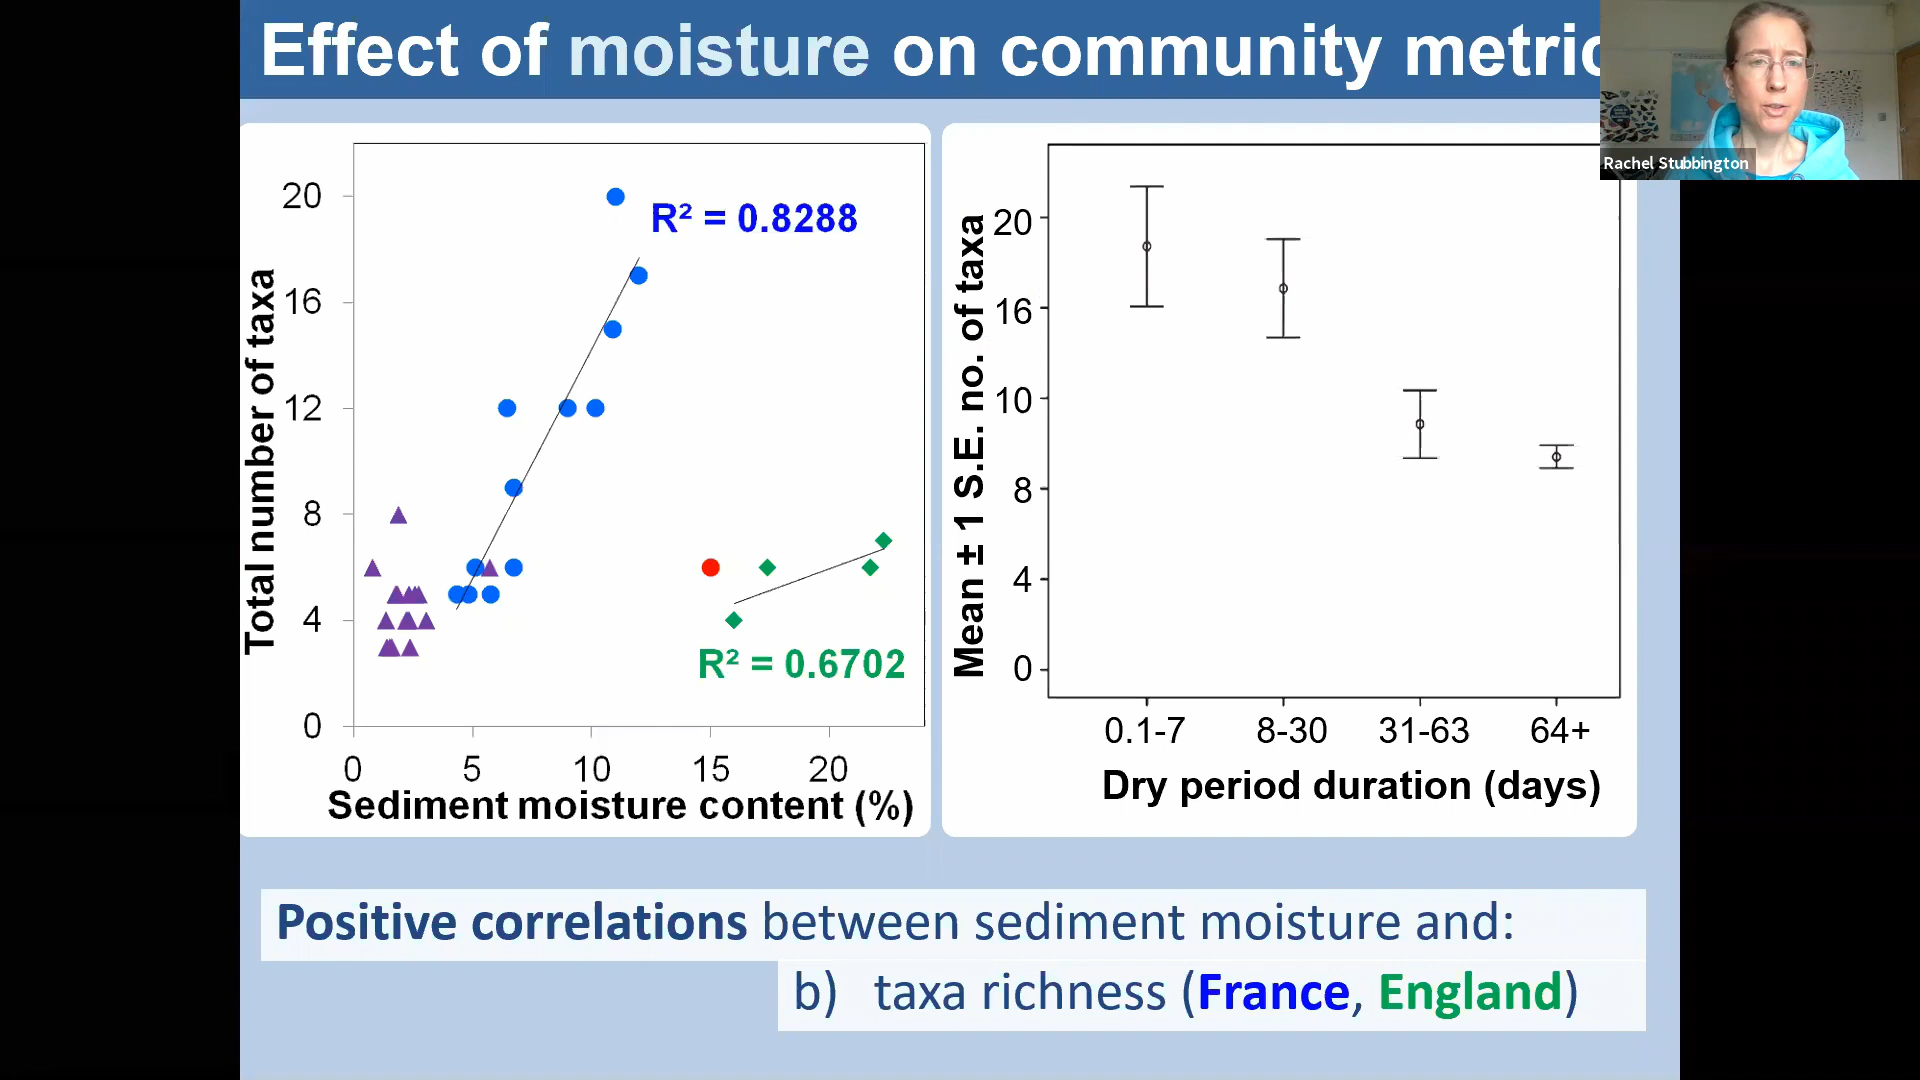 Effect of moisture on community metric
Rachel Stubbington
Total number of taxa
20
16
12
8
4
0
R² = 0.8288
R² = 0.6702
0 5 10 15 20
Sediment moisture content (%)
Mean ± 1 S.E. no. of taxa
20
16
10
8
4
0
0.1-7 8-30 31-63 64+
Dry period duration (days)
Positive correlations between sediment moisture and:
b) taxa richness (France, England)